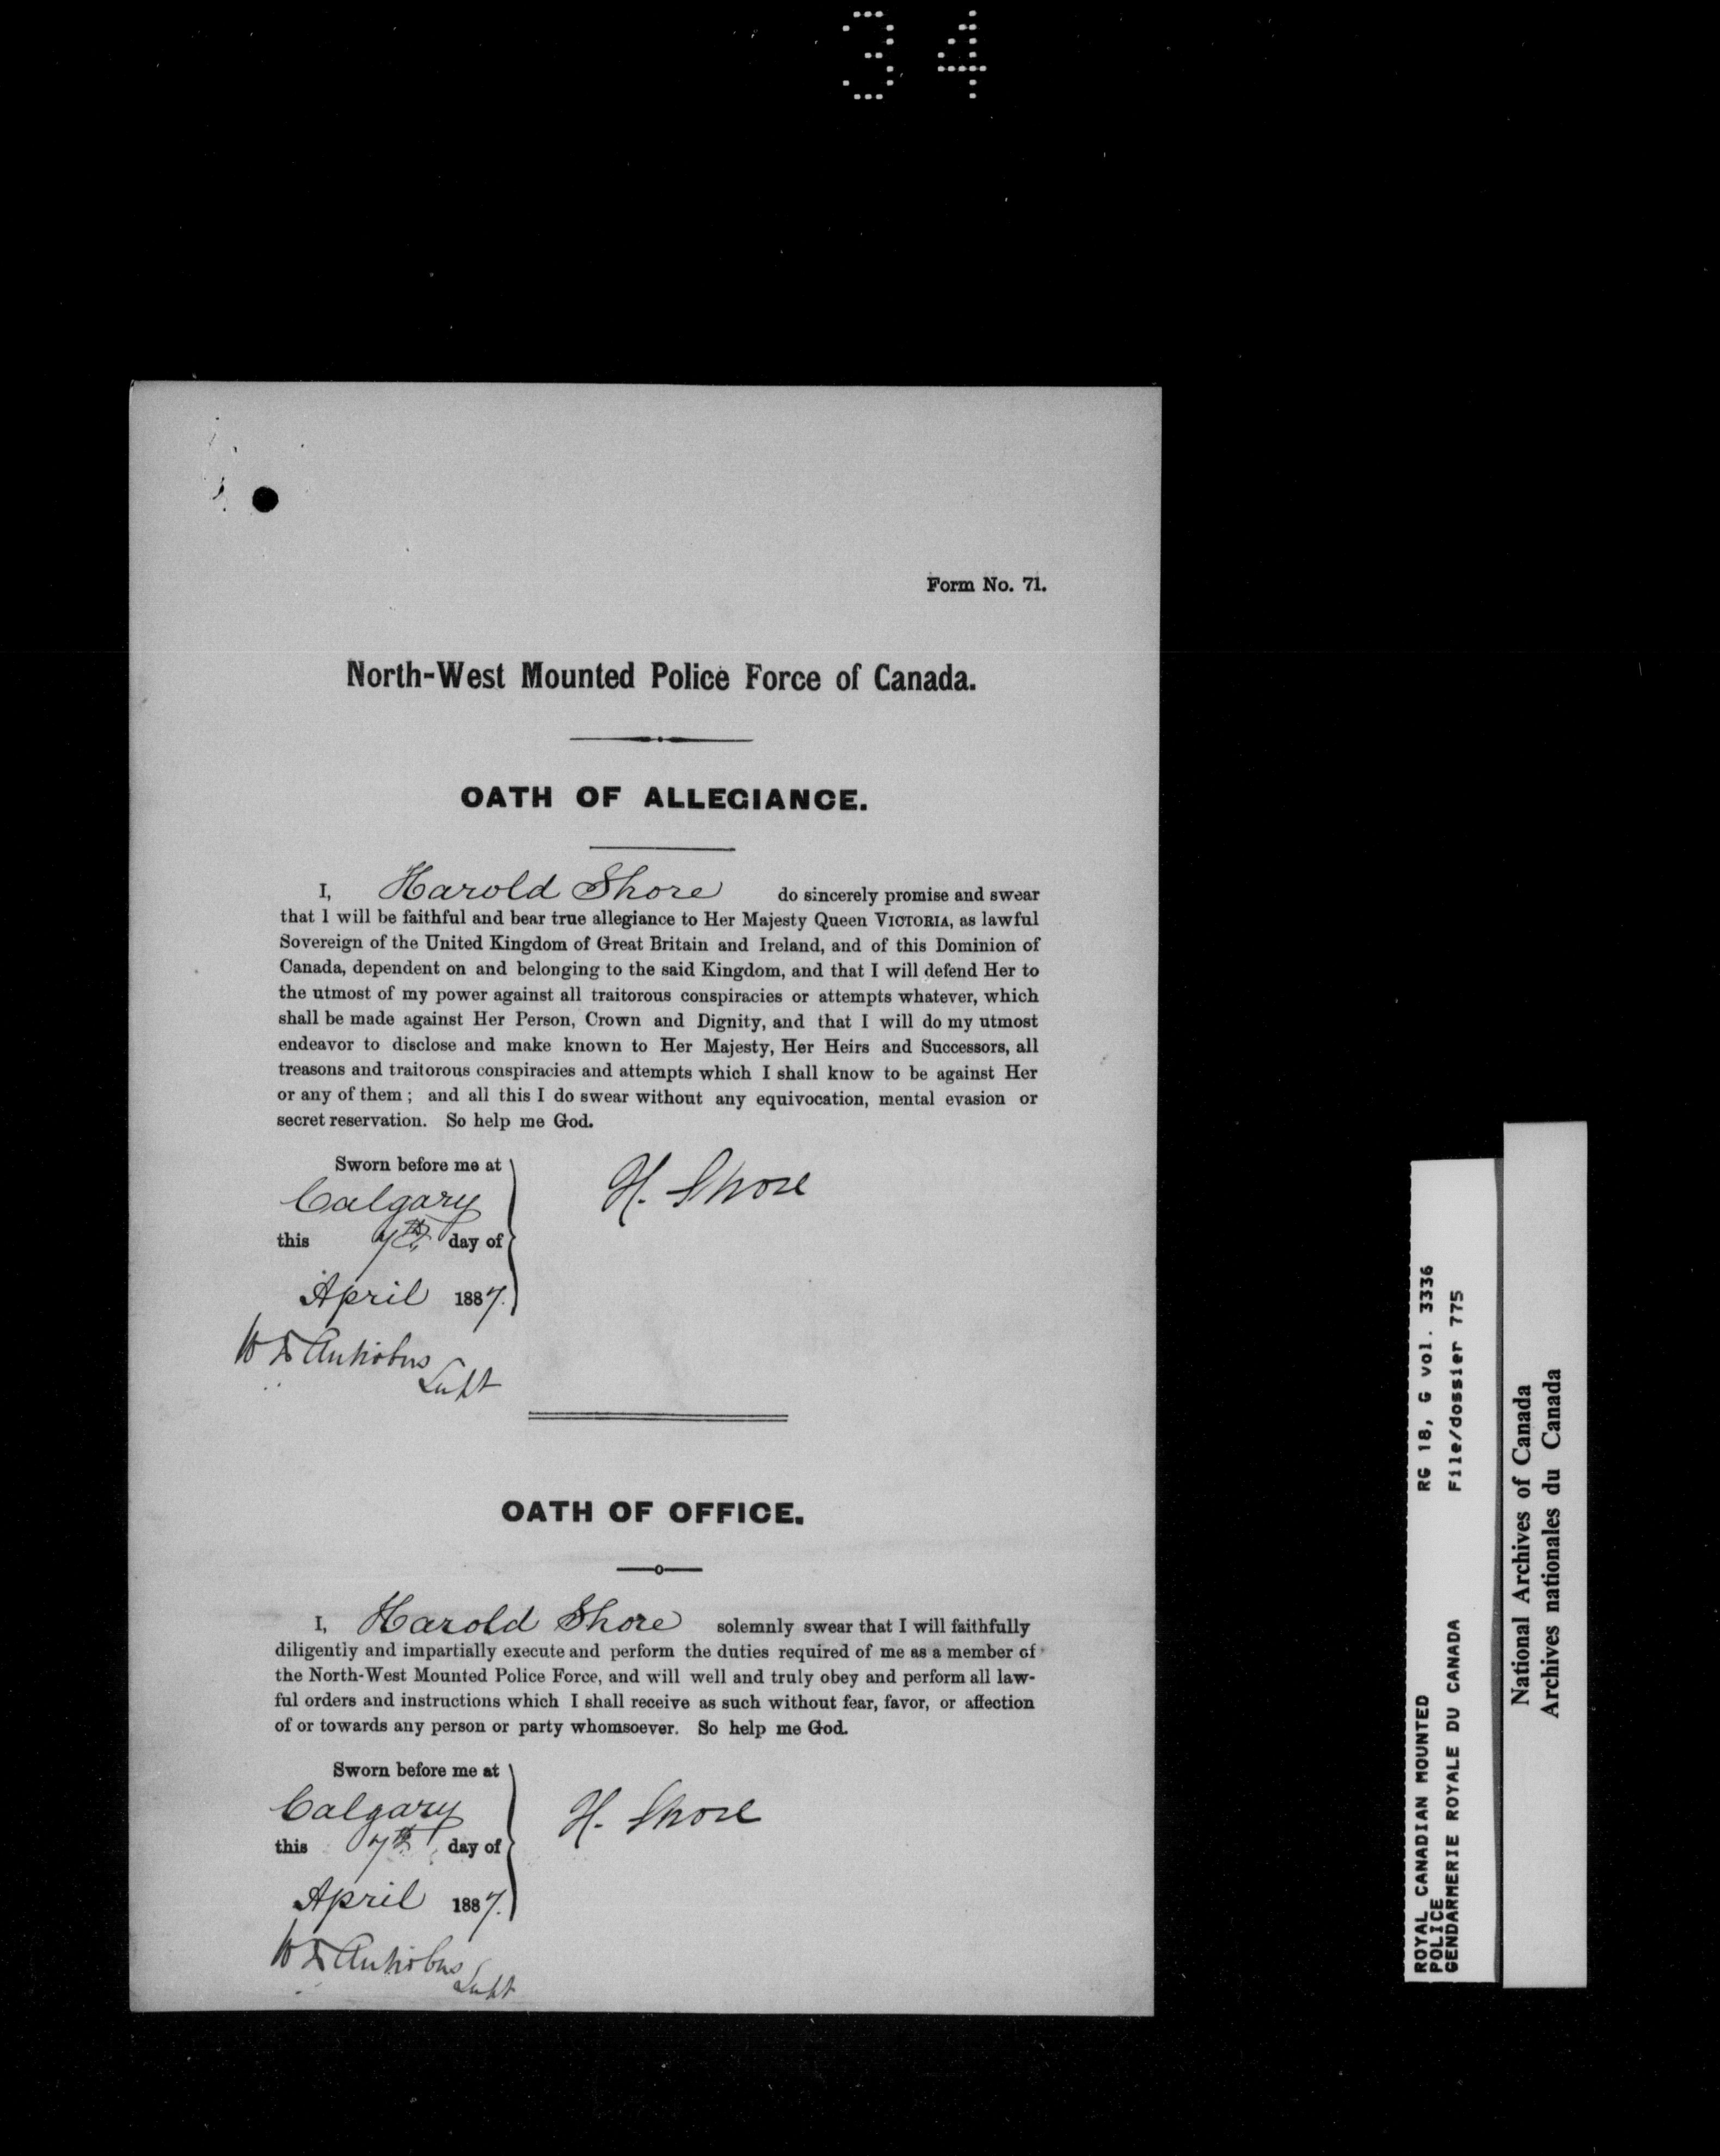 34
Form No. 71.
North-West Mounted Police Force of Canada.
OATH OF ALLEGIANCE.
I, Harold Shore do sincerely promise and swear
that I will be faithful and bear true allegiance to Her Majesty Queen VICTORIA, as lawful
Sovereign of the United Kingdom of Great Britain and Ireland, and of this Dominion of
Canada, dependent on and belonging to the said Kingdom, and that I will defend Her to
the utmost of my power against all traitorous conspiracies or attempts whatever, which
shall be made against Her Person, Crown and Dignity, and that I will do my utmost
endeavor to disclose and make known to Her Majesty, Her Heirs and Successors, all
treasons and traitorous conspiracies and attempts which I shall know to be against Her
or any of them; and all this I do swear without any equivocation, mental evasion or
secret reservation. So help me God.
Sworn before me at
Calgary
this 7th day of
April 1887.
H. Shore
W D Antrobus
Supt
OATH OF OFFICE.
I, Harold Shore solemnly swear that I will faithfully
diligently and impartially execute and perform the duties required of me as a member of
the North-West Mounted Police Force, and will well and truly obey and perform all law-
ful orders and instructions which I shall receive as such without fear, favor, or affection
of or towards any person or party whomsoever. So help me God.
Sworn before me at
Calgary
this 7th day of
April 1887.
H. Shore
W D Antrobus
Supt
ROYAL CANADIAN MOUNTED RG 18, G vol. 3336
POLICE
GENDARMERIE ROYALE DU CANADA File/dossier 775
National Archives of Canada
Archives nationales du Canada